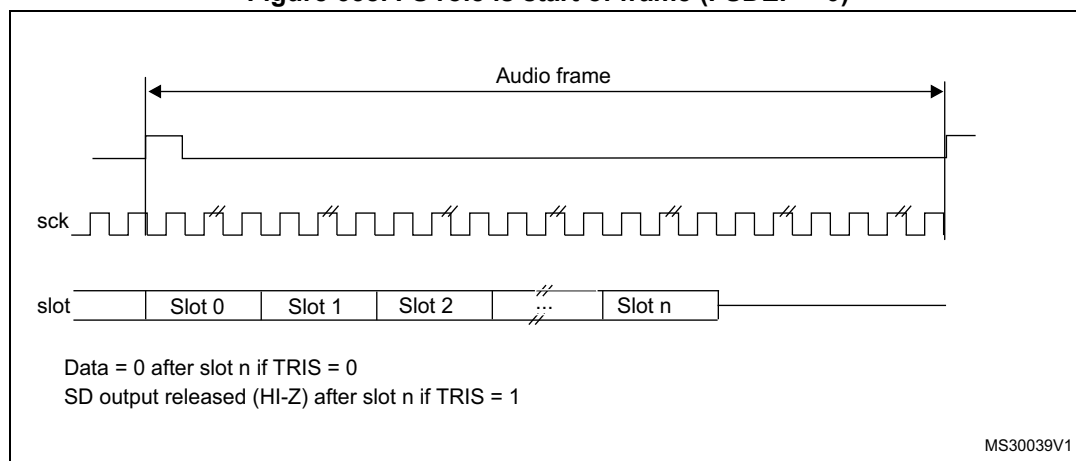 Audio frame
sck
slot
Slot 0
Slot 1
Slot 2
...
Slot n
Data = 0 after slot n if TRIS = 0
SD output released (HI-Z) after slot n if TRIS = 1
MS30039V1